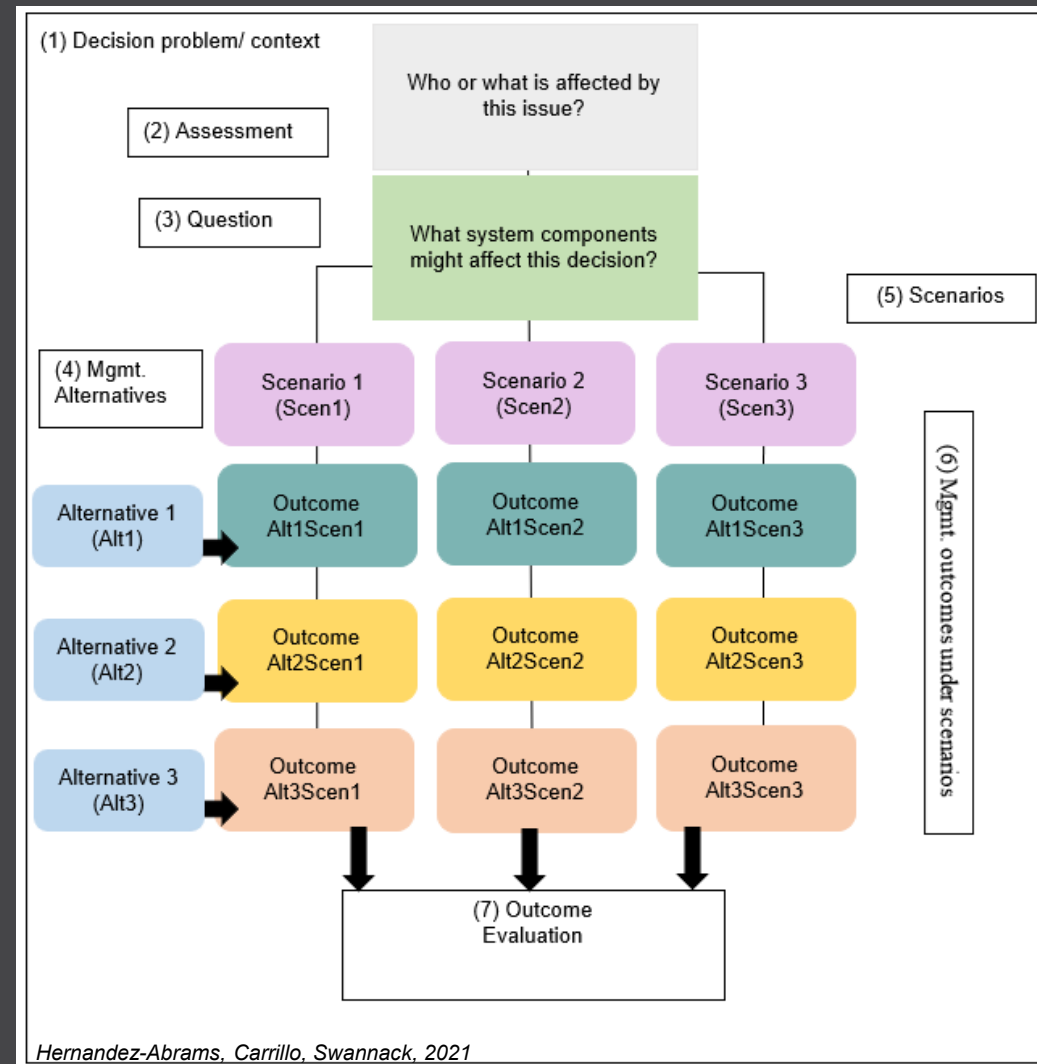 (1) Decision problem/ context
Who or what is affected by
this issue?
(2) Assessment
(3) Question
What system components
might affect this decision?
(5) Scenarios
(4) Mgmt.
Alternatives
Scenario 1
(Scen1)
Scenario 2
(Scen2)
Scenario 3
(Scen3)
(6) Mgmt. outcomes under scenarios
Alternative 1
(Alt1)
Outcome
Alt1Scen1
Outcome
Alt1Scen2
Outcome
Alt1Scen3
Alternative 2
(Alt2)
Outcome
Alt2Scen1
Outcome
Alt2Scen2
Outcome
Alt2Scen3
Alternative 3
(Alt3)
Outcome
Alt3Scen1
Outcome
Alt3Scen2
Outcome
Alt3Scen3
(7) Outcome
Evaluation
Hernandez-Abrams, Carrillo, Swannack, 2021